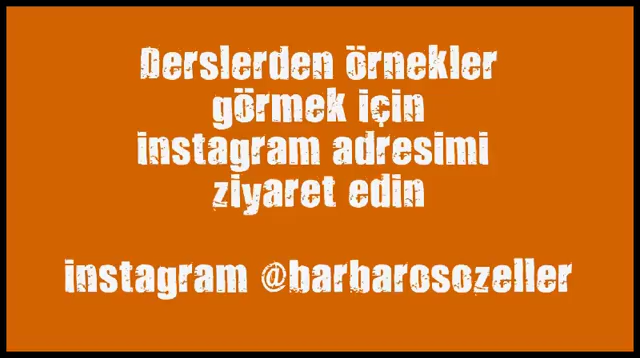 Derslerden örnekler
görmek için
instagram adresimi
ziyaret edin
instagram @barbarosozeller